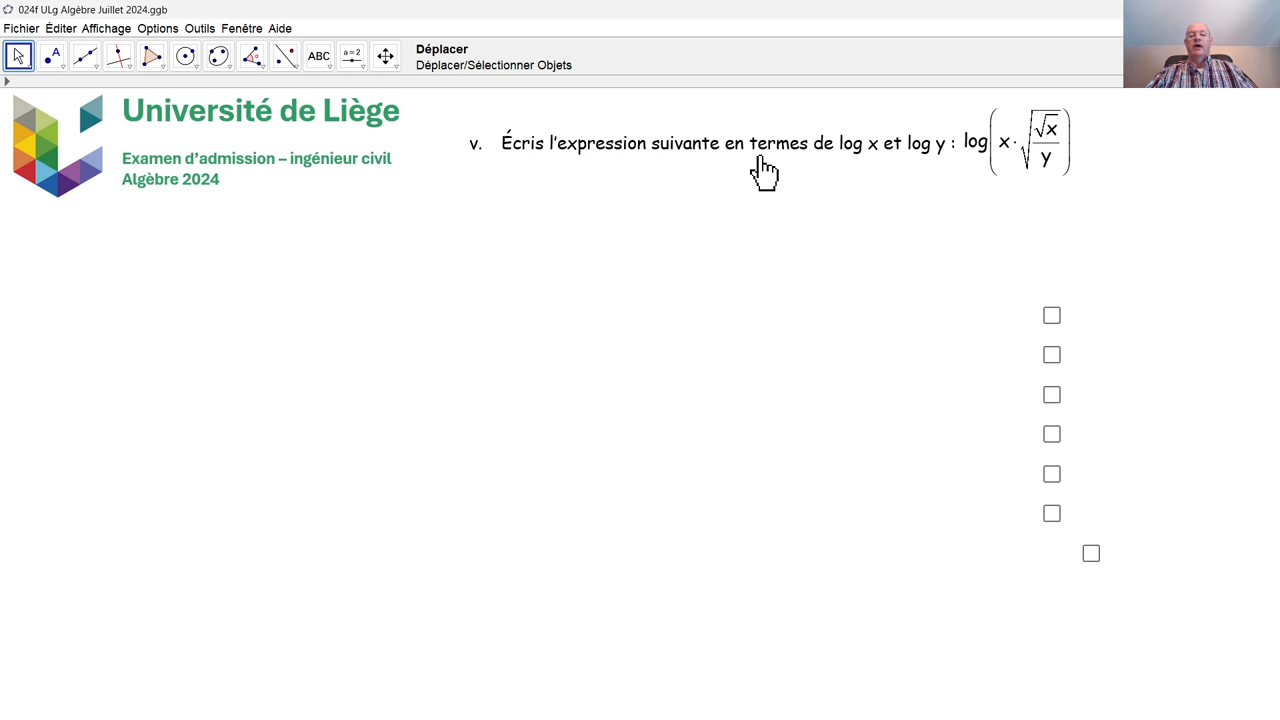 024f ULg Algèbre Juillet 2024.ggb
Fichier Éditer Affichage Options Outils Fenêtre Aide
A
ABC
a=2
Déplacer
Déplacer/Sélectionner Objets
Université de Liège
Examen d'admission – ingénieur civil
Algèbre 2024
v. Écris l'expression suivante en termes de log x et log y : log(x·√(√x/y))